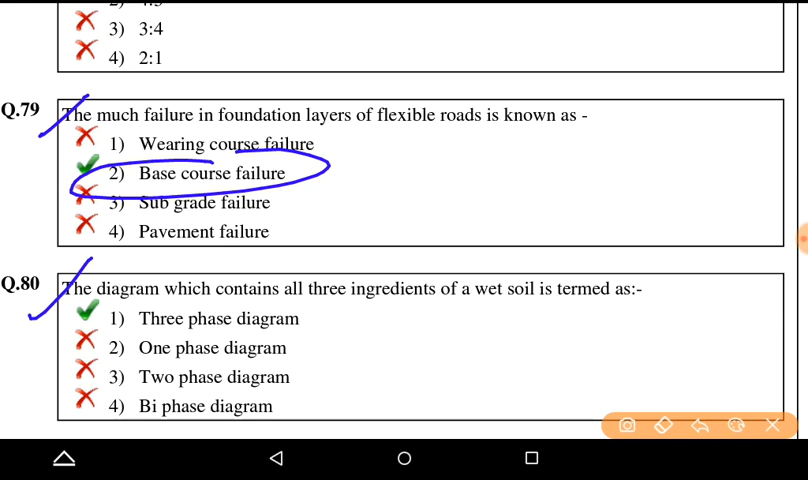 3) 3:4
4) 2:1
Q.79 The much failure in foundation layers of flexible roads is known as -
1) Wearing course failure
2) Base course failure
3) Sub grade failure
4) Pavement failure
Q.80 The diagram which contains all three ingredients of a wet soil is termed as:-
1) Three phase diagram
2) One phase diagram
3) Two phase diagram
4) Bi phase diagram